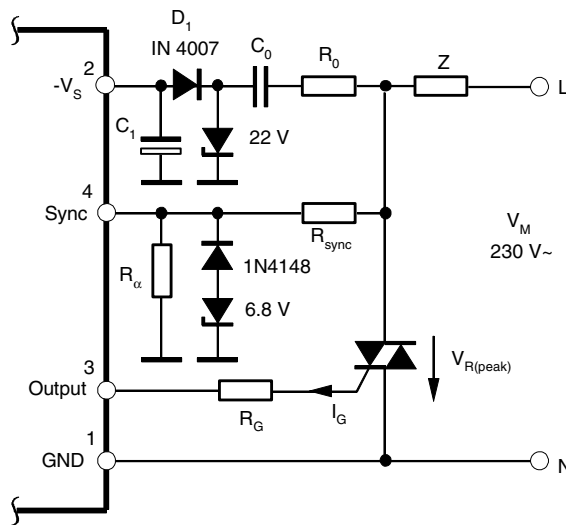 D1
IN 4007
C0
R0
2
-VS
Z
L
C1
22 V
4
Sync
Rsync
VM
230 V~
Rα
1N4148
6.8 V
3
Output
VR(peak)
RG
IG
1
GND
N